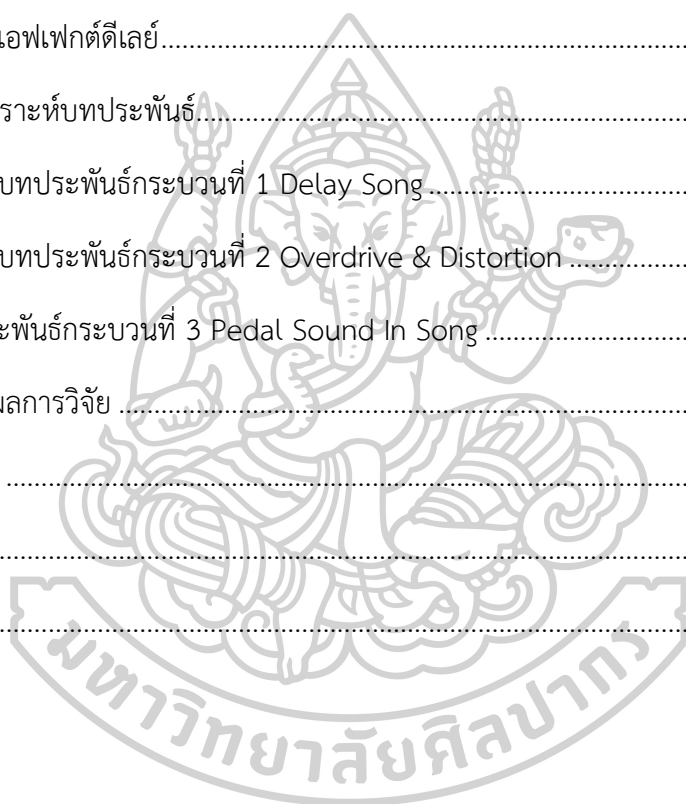 เอฟเฟกต์ดีเลย์
ราะห์บทประพันธ์
บทประพันธ์กระบวนที่ 1 Delay Song
บทประพันธ์กระบวนที่ 2 Overdrive & Distortion
ะพันธ์กระบวนที่ 3 Pedal Sound In Song
ผลการวิจัย
มหาวิทยาลัยศิลปากร